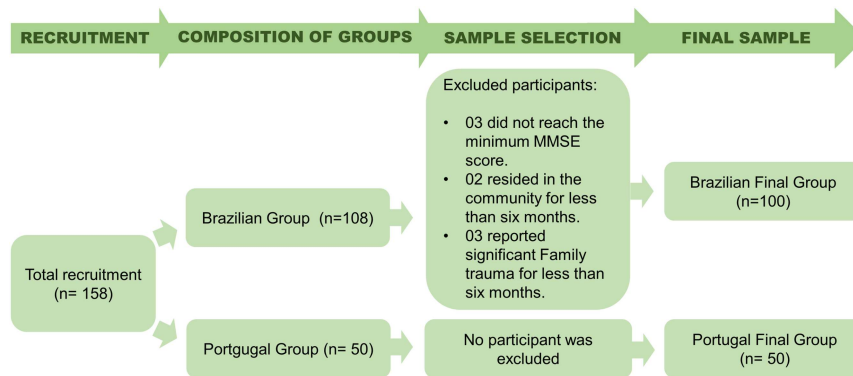 RECRUITMENT
COMPOSITION OF GROUPS
SAMPLE SELECTION
FINAL SAMPLE
Total recruitment
(n= 158)
Brazilian Group (n=108)
Excluded participants:
• 03 did not reach the
minimum MMSE
score.
• 02 resided in the
community for less
than six months.
• 03 reported
significant Family
trauma for less than
six months.
Brazilian Final Group
(n=100)
Portgugal Group (n= 50)
No participant was
excluded
Portugal Final Group
(n= 50)